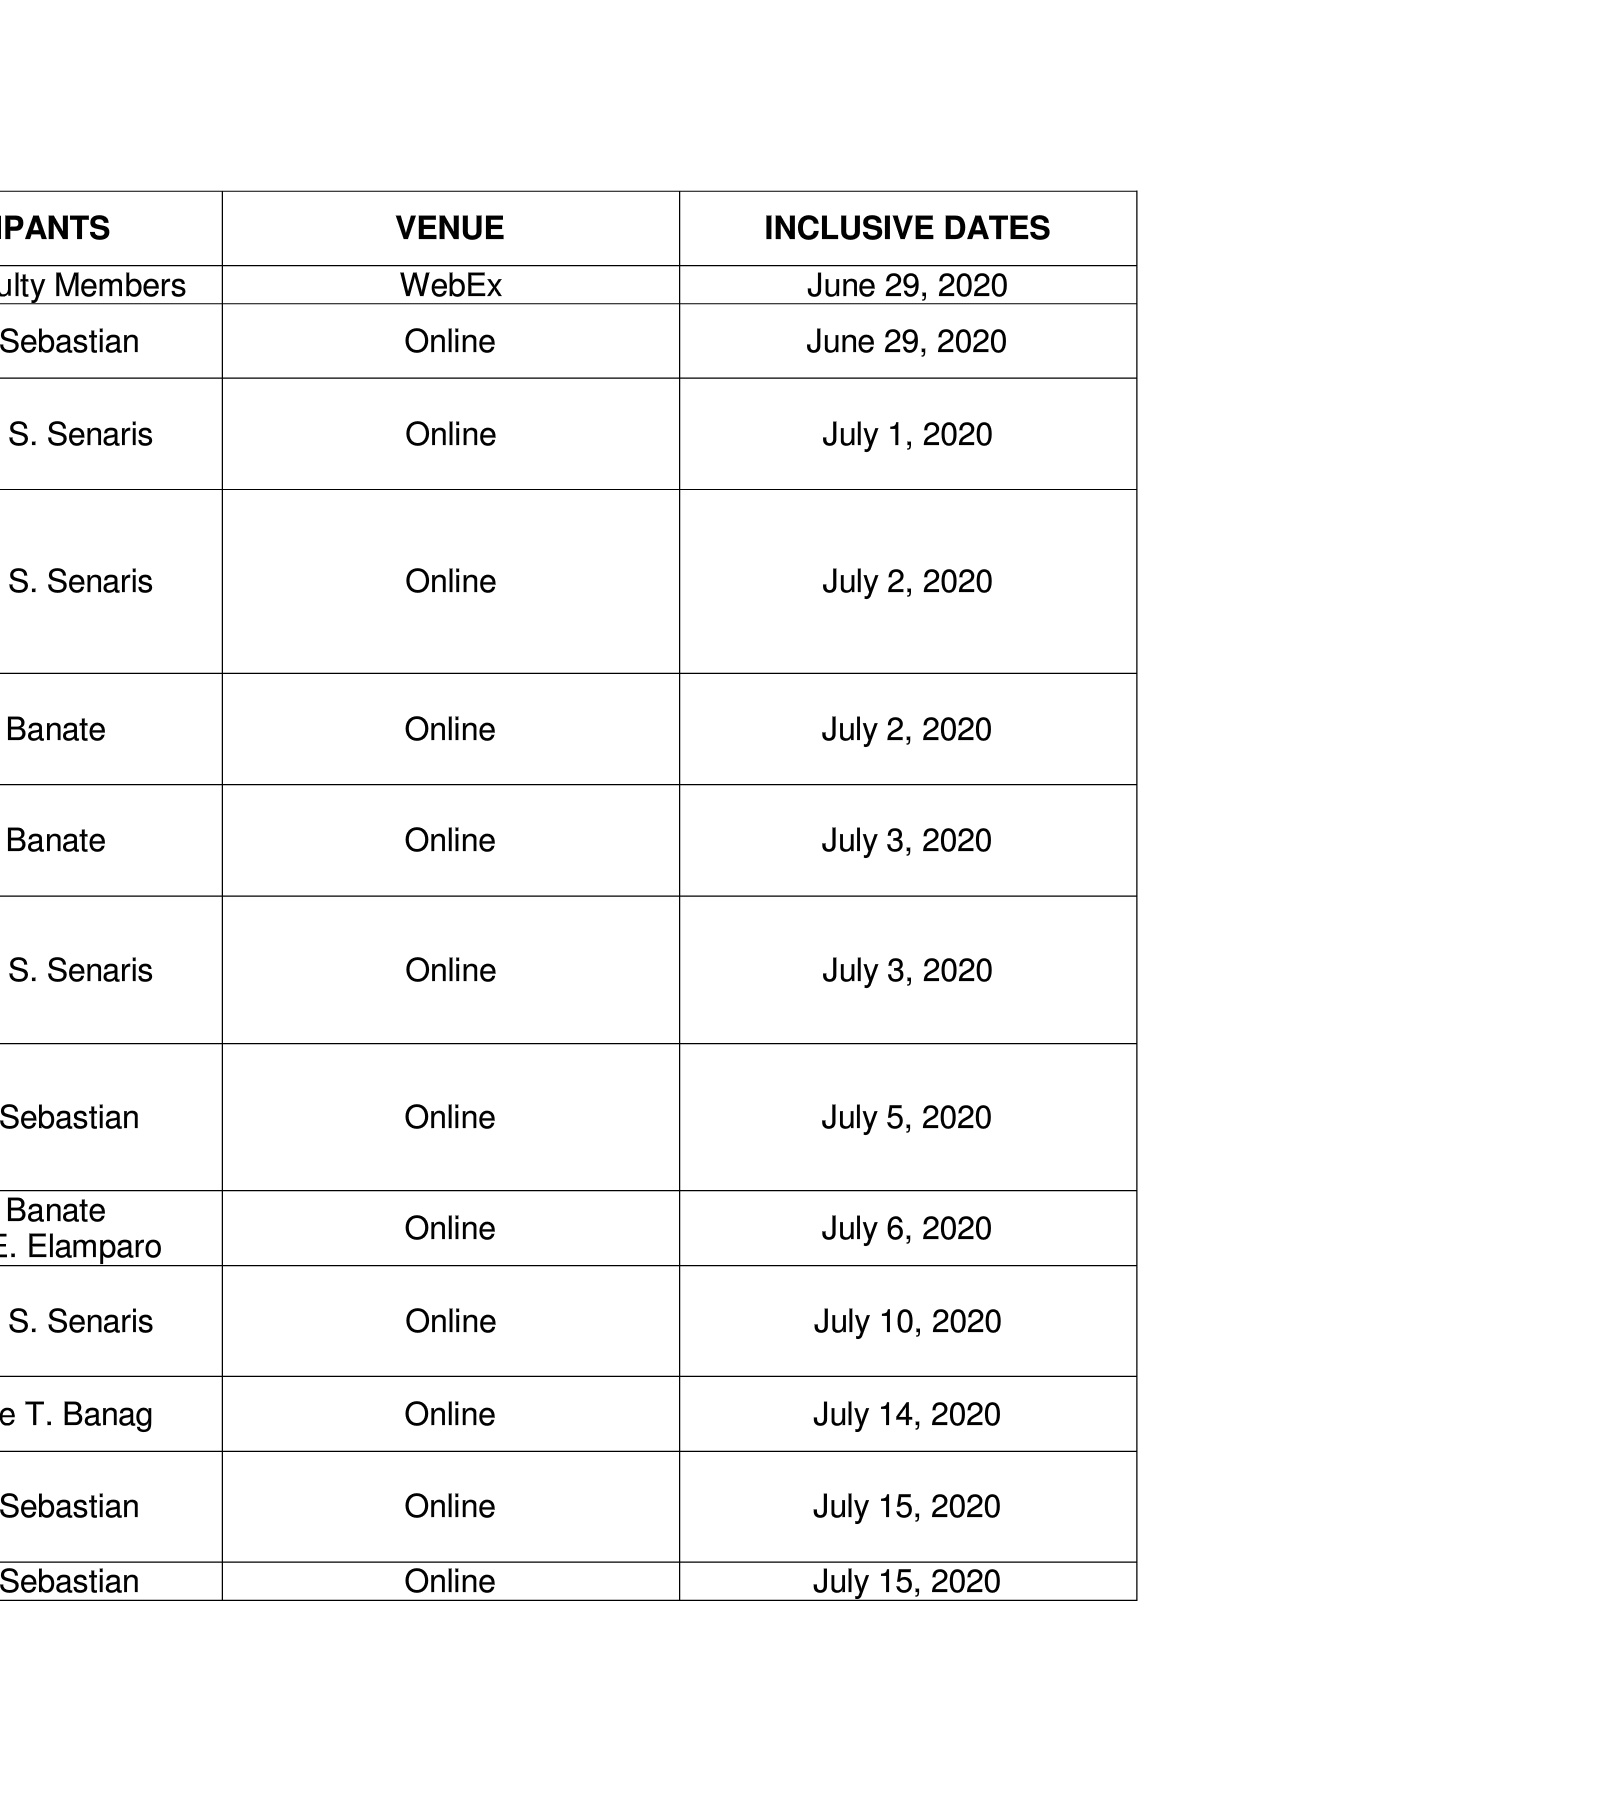 IPANTS VENUE INCLUSIVE DATES
ulty Members WebEx June 29, 2020
Sebastian Online June 29, 2020
S. Senaris Online July 1, 2020
S. Senaris Online July 2, 2020
Banate Online July 2, 2020
Banate Online July 3, 2020
S. Senaris Online July 3, 2020
Sebastian Online July 5, 2020
Banate
E. Elamparo Online July 6, 2020
S. Senaris Online July 10, 2020
e T. Banag Online July 14, 2020
Sebastian Online July 15, 2020
Sebastian Online July 15, 2020